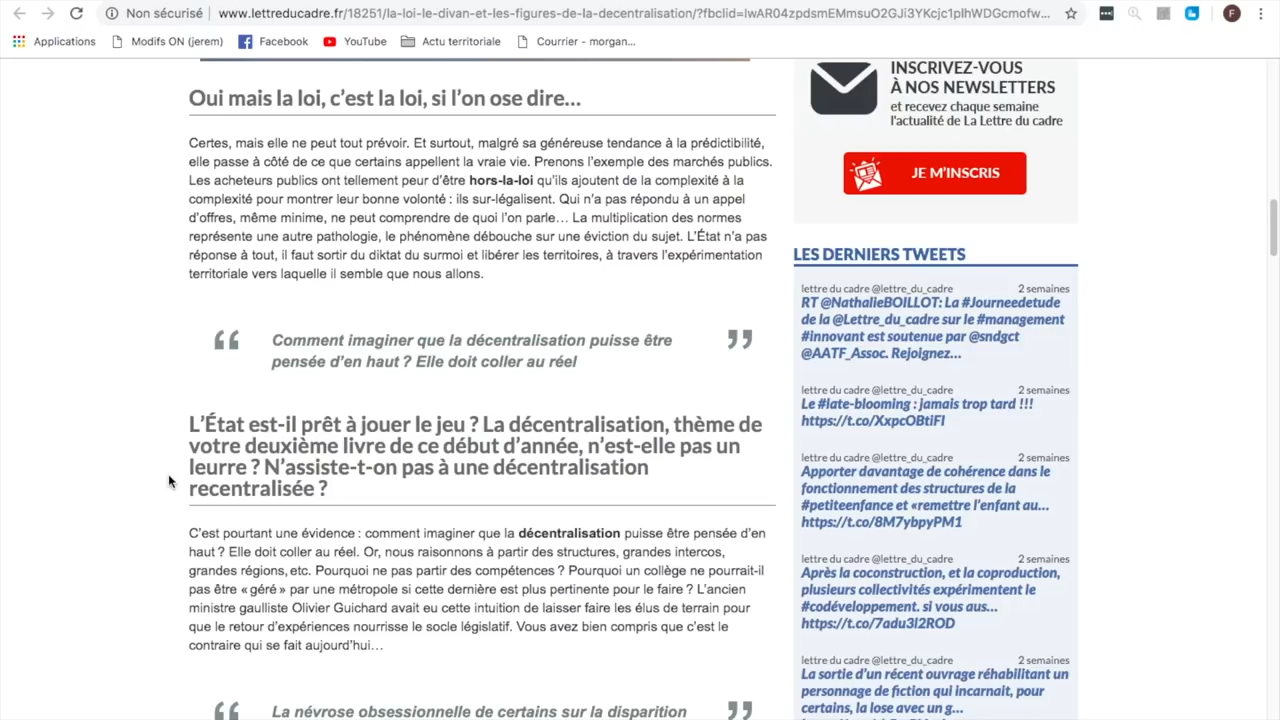 Non sécurisé
www.lettreducadre.fr/18251/la-loi-le-divan-et-les-figures-de-la-decentralisation/?fbclid=IwAR04zpdsmEMmsuO2GJi3YKcjc1plhWDGcmofw...
F
Applications
Modifs ON (jerem)
Facebook
YouTube
Actu territoriale
Courrier - morgan...
Oui mais la loi, c’est la loi, si l’on ose dire…
Certes, mais elle ne peut tout prévoir. Et surtout, malgré sa généreuse tendance à la prédictibilité,
elle passe à côté de ce que certains appellent la vraie vie. Prenons l’exemple des marchés publics.
Les acheteurs publics ont tellement peur d’être hors-la-loi qu’ils ajoutent de la complexité à la
complexité pour montrer leur bonne volonté : ils sur-légalisent. Qui n’a pas répondu à un appel
d’offres, même minime, ne peut comprendre de quoi l’on parle… La multiplication des normes
représente une autre pathologie, le phénomène débouche sur une éviction du sujet. L’État n’a pas
réponse à tout, il faut sortir du diktat du surmoi et libérer les territoires, à travers l’expérimentation
territoriale vers laquelle il semble que nous allons.
“ Comment imaginer que la décentralisation puisse être ”
pensée d’en haut ? Elle doit coller au réel
L’État est-il prêt à jouer le jeu ? La décentralisation, thème de
votre deuxième livre de ce début d’année, n’est-elle pas un
leurre ? N’assiste-t-on pas à une décentralisation
recentralisée ?
C’est pourtant une évidence : comment imaginer que la décentralisation puisse être pensée d’en
haut ? Elle doit coller au réel. Or, nous raisonnons à partir des structures, grandes intercos,
grandes régions, etc. Pourquoi ne pas partir des compétences ? Pourquoi un collège ne pourrait-il
pas être « géré » par une métropole si cette dernière est plus pertinente pour le faire ? L’ancien
ministre gaulliste Olivier Guichard avait eu cette intuition de laisser faire les élus de terrain pour
que le retour d’expériences nourrisse le socle législatif. Vous avez bien compris que c’est le
contraire qui se fait aujourd’hui…
“ La névrose obsessionnelle de certains sur la disparition ”
INSCRIVEZ-VOUS
À NOS NEWSLETTERS
et recevez chaque semaine
l'actualité de La Lettre du cadre
JE M'INSCRIS
LES DERNIERS TWEETS
lettre du cadre @lettre_du_cadre 2 semaines
RT @NathalieBOILLOT: La #Journeedetude
de la @Lettre_du_cadre sur le #management
#innovant est soutenue par @sndgct
@AATF_Assoc. Rejoignez…
lettre du cadre @lettre_du_cadre 2 semaines
Le #late-blooming : jamais trop tard !!!
https://t.co/XxpcOBtiFI
lettre du cadre @lettre_du_cadre 2 semaines
Apporter davantage de cohérence dans le
fonctionnement des structures de la
#petiteenfance et «remettre l’enfant au…
https://t.co/8M7ybpyPM1
lettre du cadre @lettre_du_cadre 2 semaines
Après la coconstruction, et la coproduction,
plusieurs collectivités expérimentent le
#codéveloppement. si vous aus…
https://t.co/7adu3l2ROD
lettre du cadre @lettre_du_cadre 2 semaines
La sortie d’un récent ouvrage réhabilitant un
personnage de fiction qui incarnait, pour
certains, la lose avec un g…